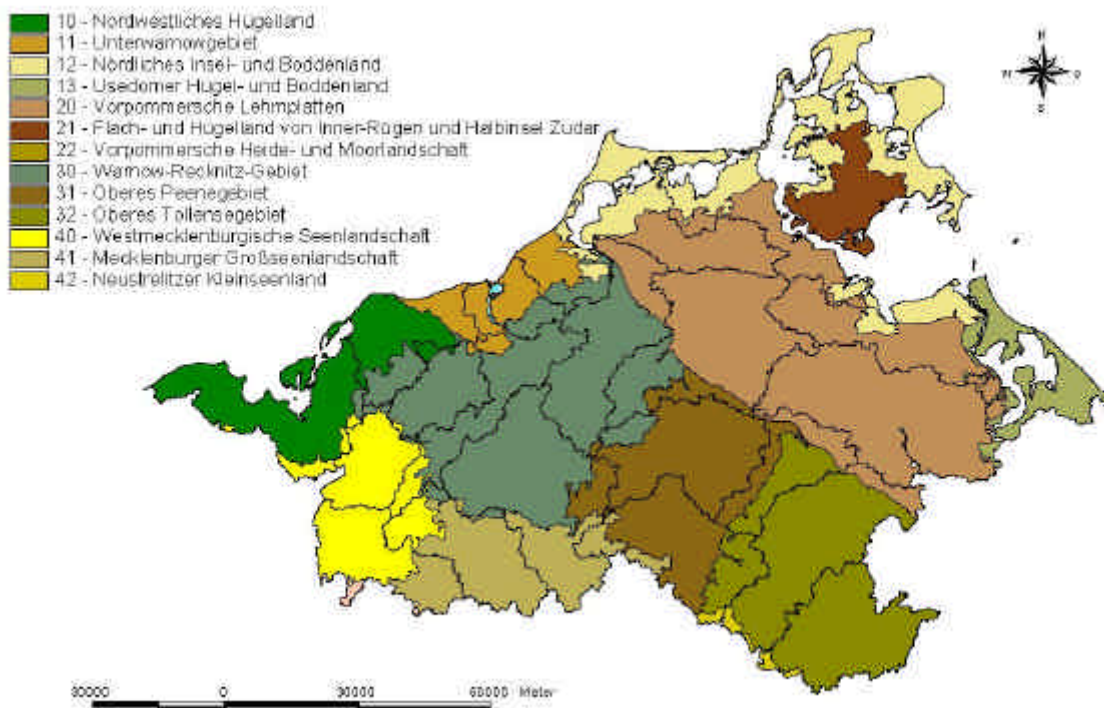 10 - Nordwestliches Hügelland
11 - Unterwarnowgebiet
12 - Nördliches Insel- und Boddenland
13 - Usedomer Hügel- und Boddenland
20 - Vorpommersche Lehmplatten
21 - Flach- und Hügelland von Inner-Rügen und Halbinsel Zudar
22 - Vorpommersche Heide- und Moorlandschaft
30 - Warnow-Recknitz-Gebiet
31 - Oberes Peenegebiet
32 - Oberes Tollensegebiet
40 - Westmecklenburgische Seenlandschaft
41 - Mecklenburger Großseenlandschaft
42 - Neustrelitzer Kleinseenland
N
W O
S
30000 0 30000 60000 Meter